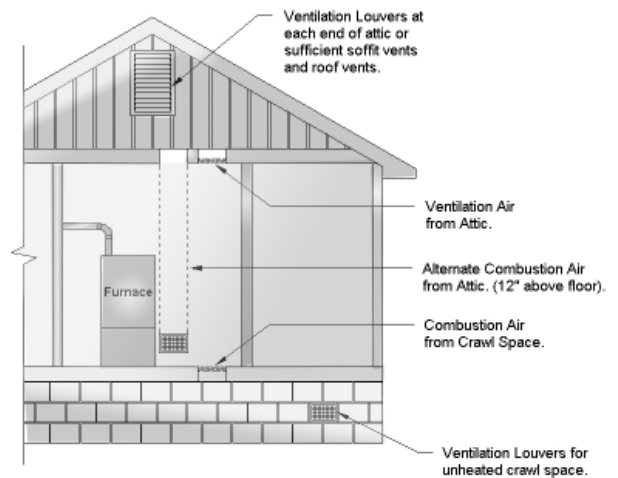 Ventilation Louvers at
each end of attic or
sufficient soffit vents
and roof vents.
Ventilation Air
from Attic.
Alternate Combustion Air
from Attic. (12" above floor).
Furnace
Combustion Air
from Crawl Space.
Ventilation Louvers for
unheated crawl space.